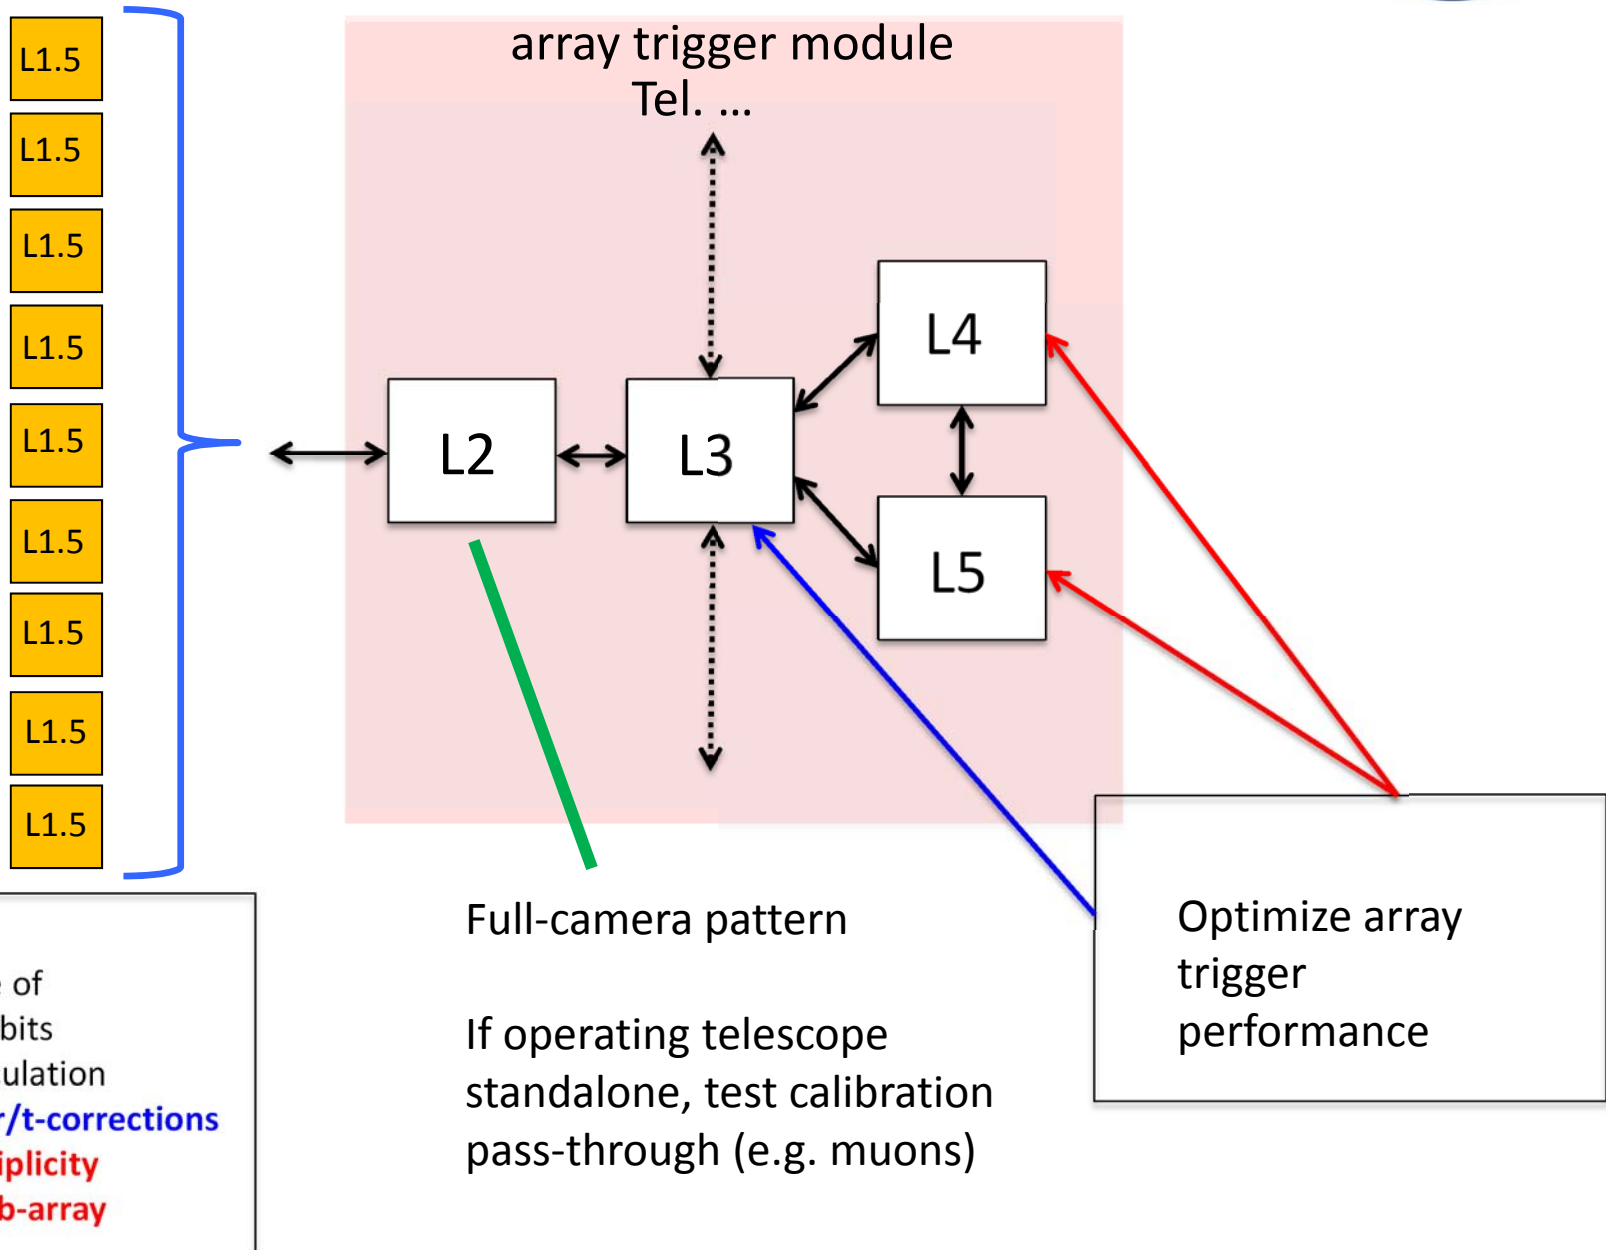 array trigger module
Tel. ...
L1.5
L1.5
L1.5
L1.5
L1.5
L1.5
L1.5
L1.5
L1.5
L2
L3
L4
L5
Full-camera pattern
If operating telescope
standalone, test calibration
pass-through (e.g. muons)
Optimize array
trigger
performance
of
bits
/t-corrections
b-array